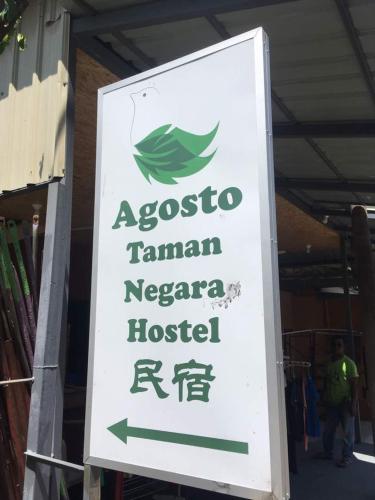 Agosto
Taman
Negara
Hostel
民宿